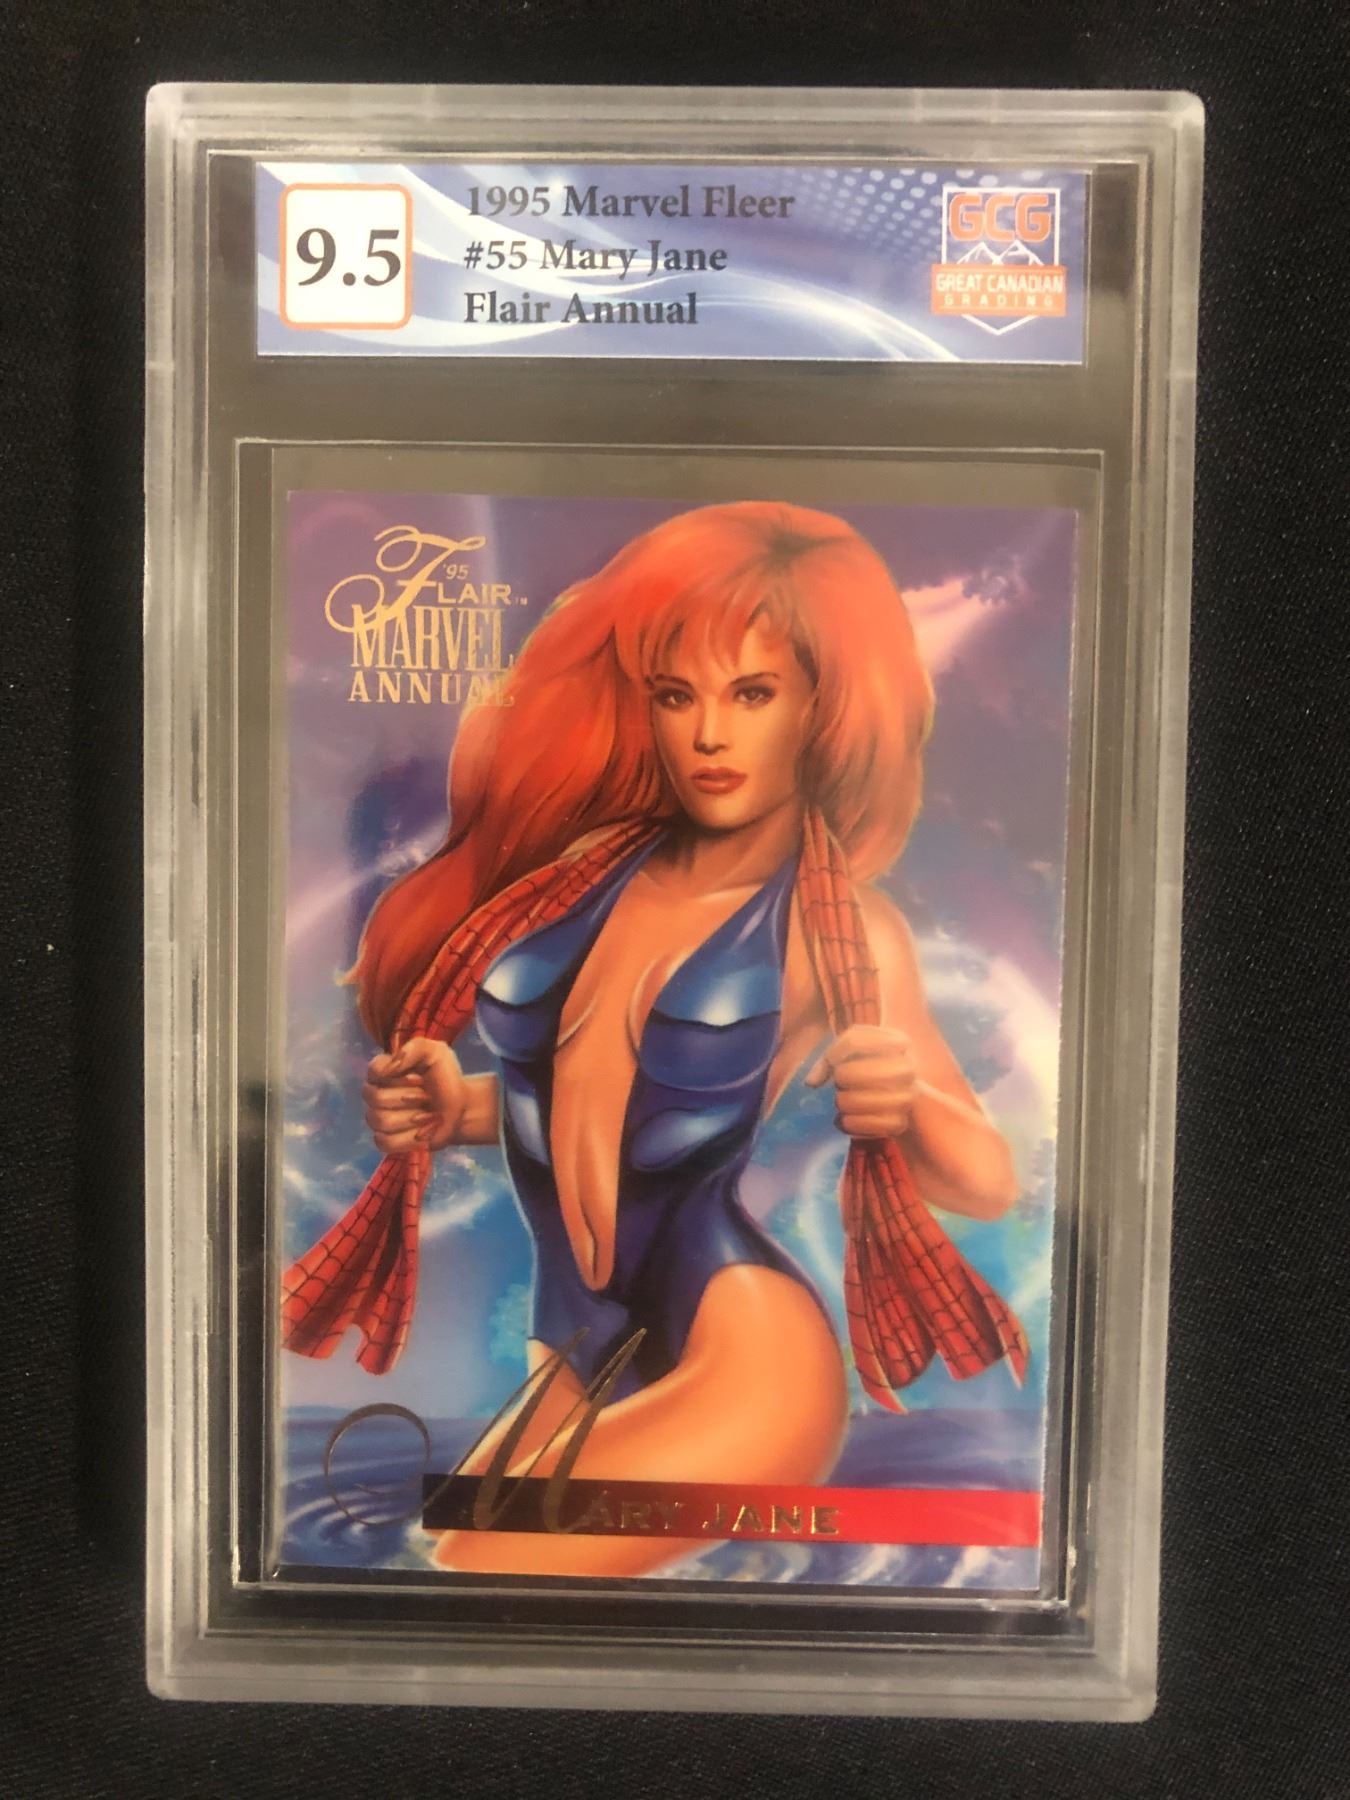 9.5
1995 Marvel Fleer
#55 Mary Jane
Flair Annual
GCG
GREAT CANADIAN
GRADING
'95
FLAIR™
MARVEL
ANNUAL
MARY JANE